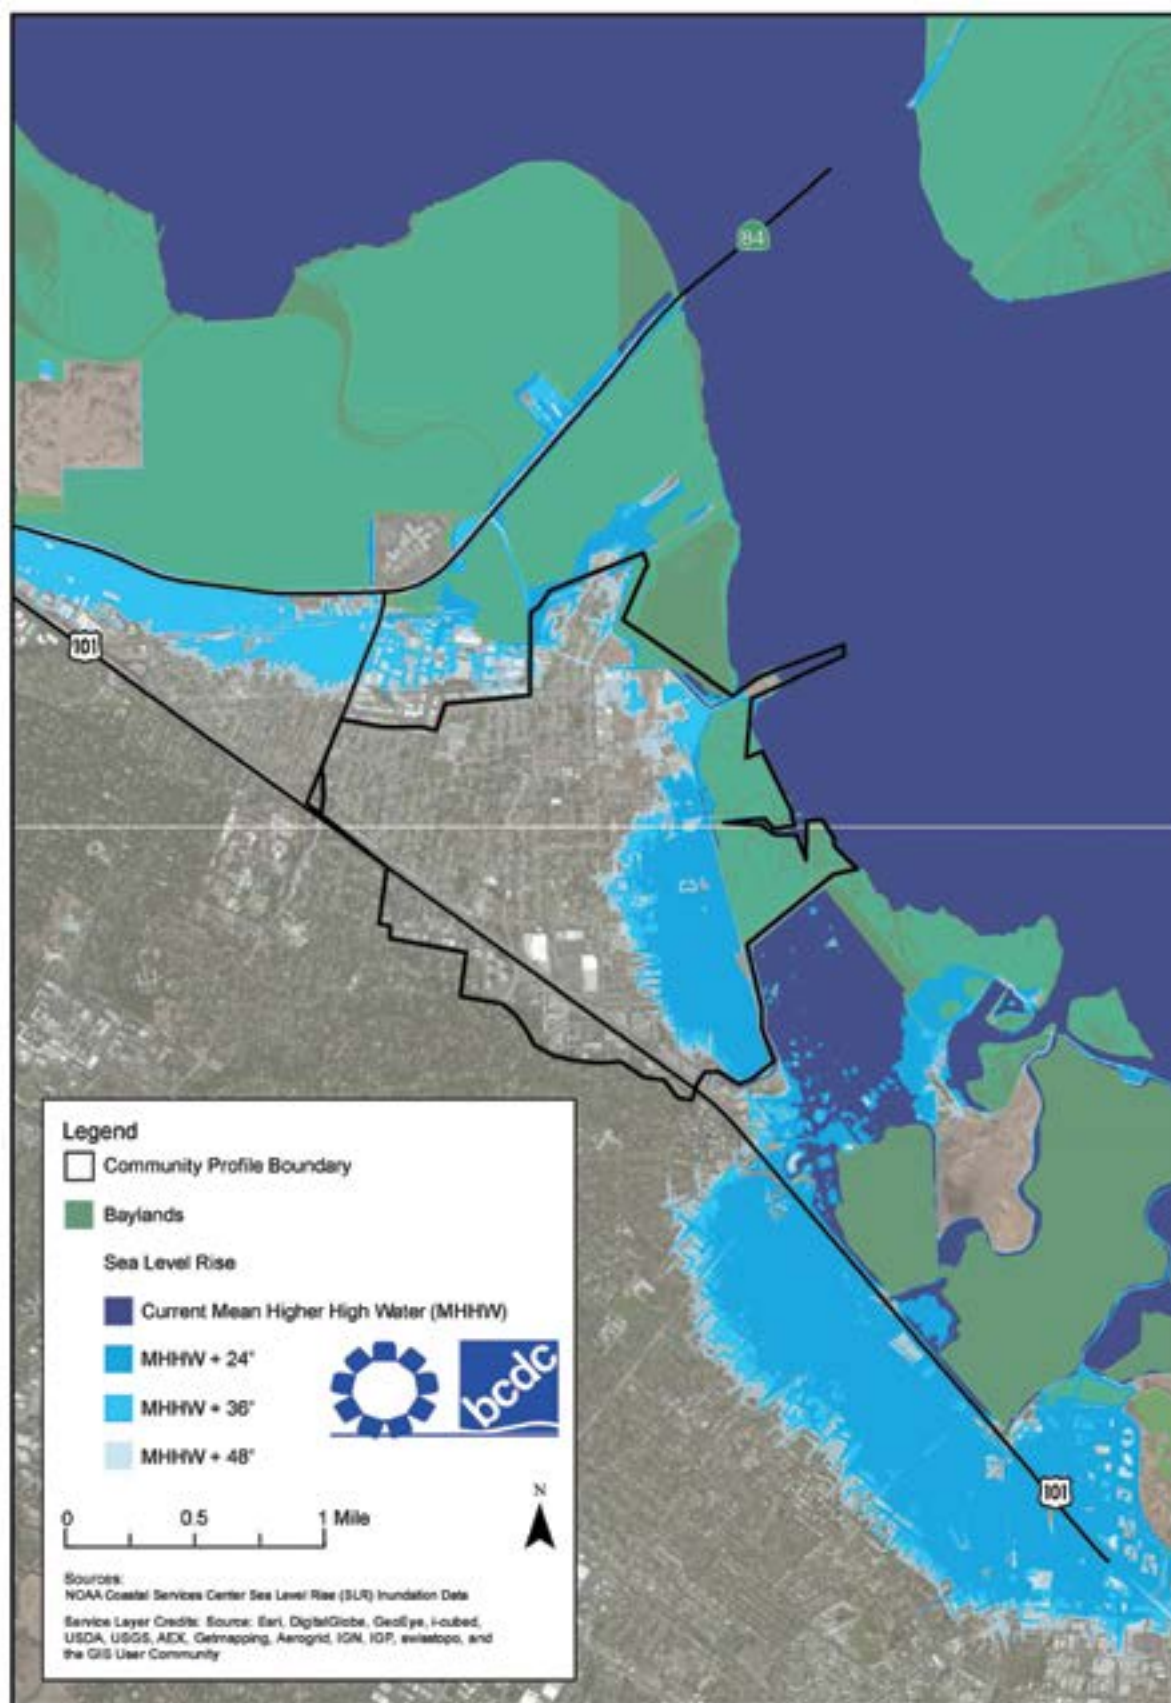 84
101
Legend
Community Profile Boundary
Baylands
Sea Level Rise
Current Mean Higher High Water (MHHW)
MHHW + 24"
MHHW + 36"
MHHW + 48"
bcdc
N
0 0.5 1 Mile
101
Sources:
NOAA Coastal Services Center Sea Level Rise (SLR) Inundation Data
Service Layer Credits: Source: Esri, DigitalGlobe, GeoEye, i-cubed,
USDA, USGS, AEX, Getmapping, Aerogrid, IGN, IGP, swisstopo, and
the GIS User Community